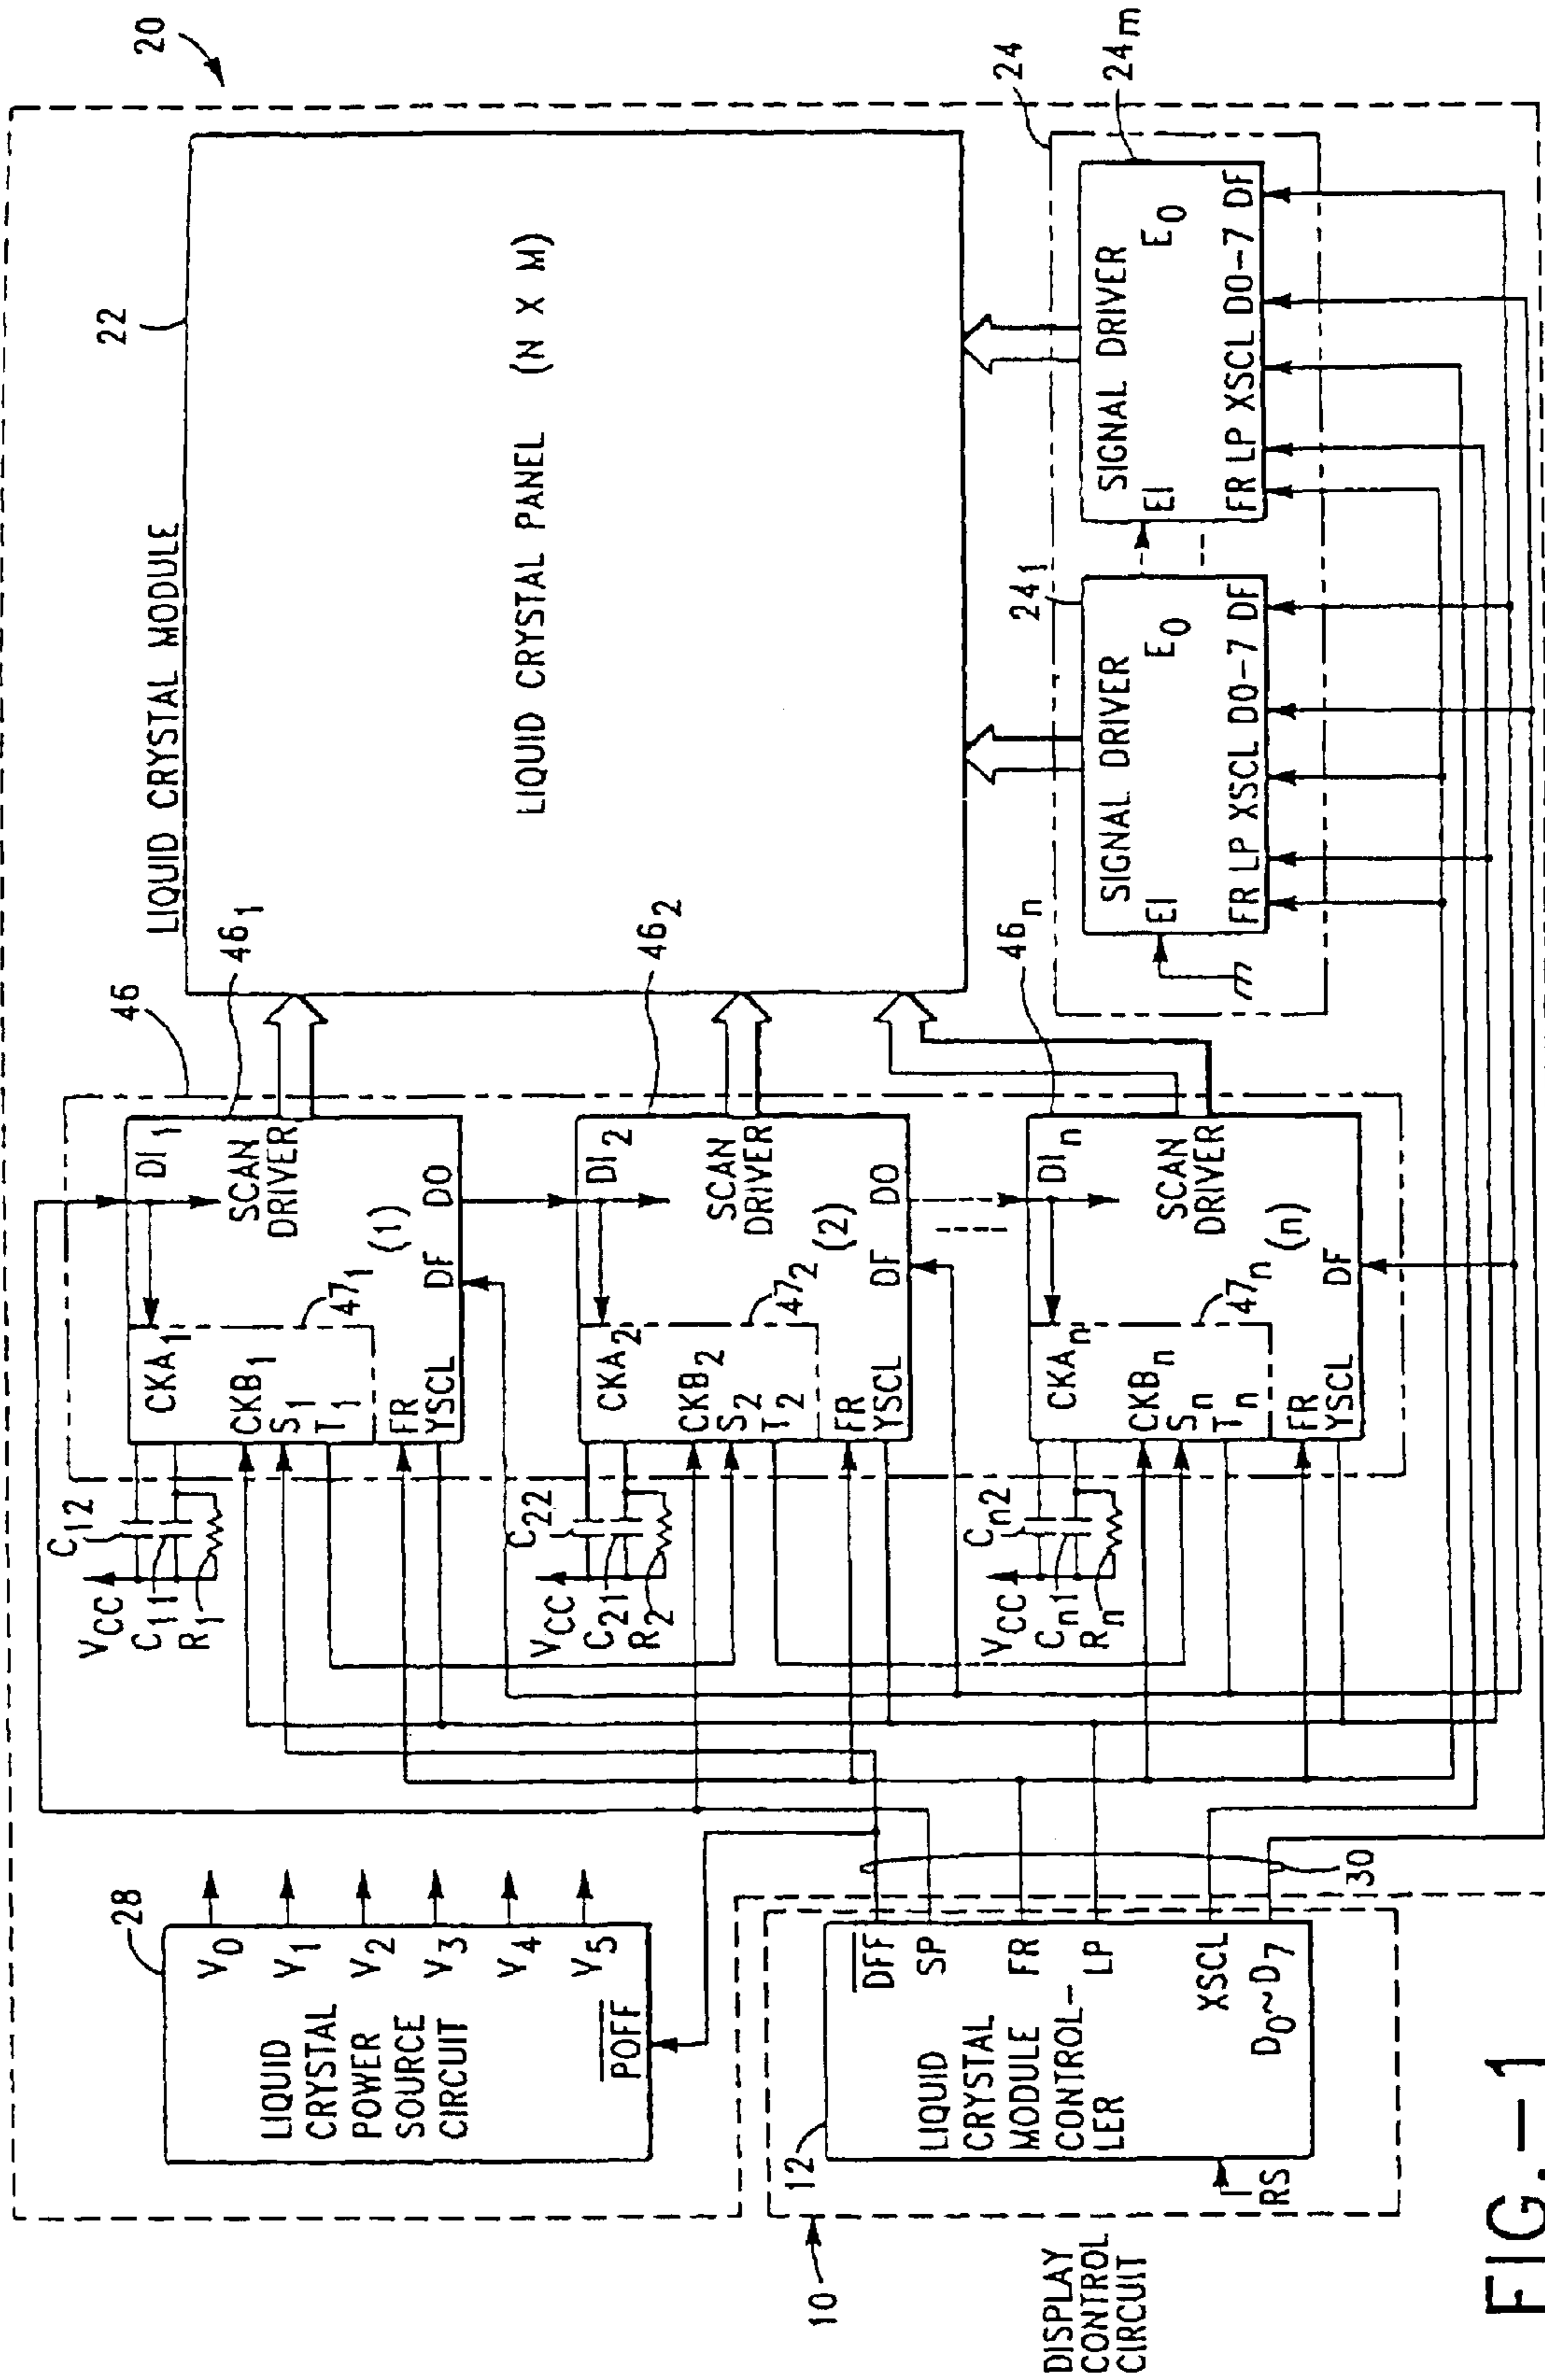 20
LIQUID CRYSTAL MODULE
22
LIQUID CRYSTAL PANEL (N X M)
28
LIQUID
CRYSTAL
POWER
SOURCE
CIRCUIT
V0
V1
V2
V3
V4
V5
POFF
46
461
DI1
CKA1
SCAN
DRIVER
(1)
471
CKB1
S1
T1
FR
YSCL
DF
DO
VCC
C12
C11
R1
462
DI2
CKA2
SCAN
DRIVER
(2)
472
CKB2
S2
T2
FR
YSCL
DF
DO
VCC
C22
C21
R2
46n
DIn
CKAn
SCAN
DRIVER
(n)
47n
CKBn
Sn
Tn
FR
YSCL
DF
VCC
Cn2
Cn1
Rn
24
241
SIGNAL DRIVER
EI
E0
FR LP XSCL DO-7 DF
24m
SIGNAL DRIVER
EI
E0
FR LP XSCL DO-7 DF
10
DISPLAY
CONTROL
CIRCUIT
12
LIQUID
CRYSTAL
MODULE
CONTROL-
LER
RS
DFF
SP
FR
LP
XSCL
D0~D7
30
FIG.-1